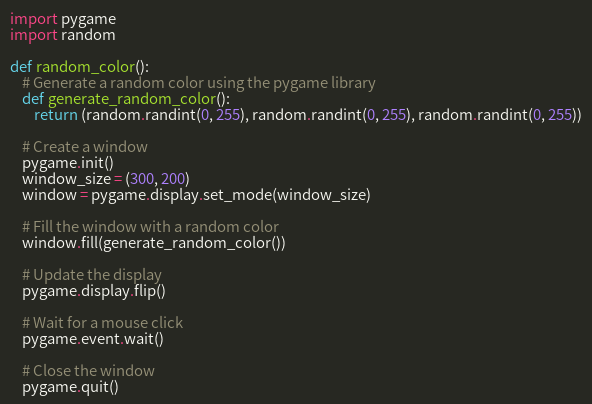 import pygame
import random

def random_color():
    # Generate a random color using the pygame library
    def generate_random_color():
        return (random.randint(0, 255), random.randint(0, 255), random.randint(0, 255))

    # Create a window
    pygame.init()
    window_size = (300, 200)
    window = pygame.display.set_mode(window_size)

    # Fill the window with a random color
    window.fill(generate_random_color())

    # Update the display
    pygame.display.flip()

    # Wait for a mouse click
    pygame.event.wait()

    # Close the window
    pygame.quit()